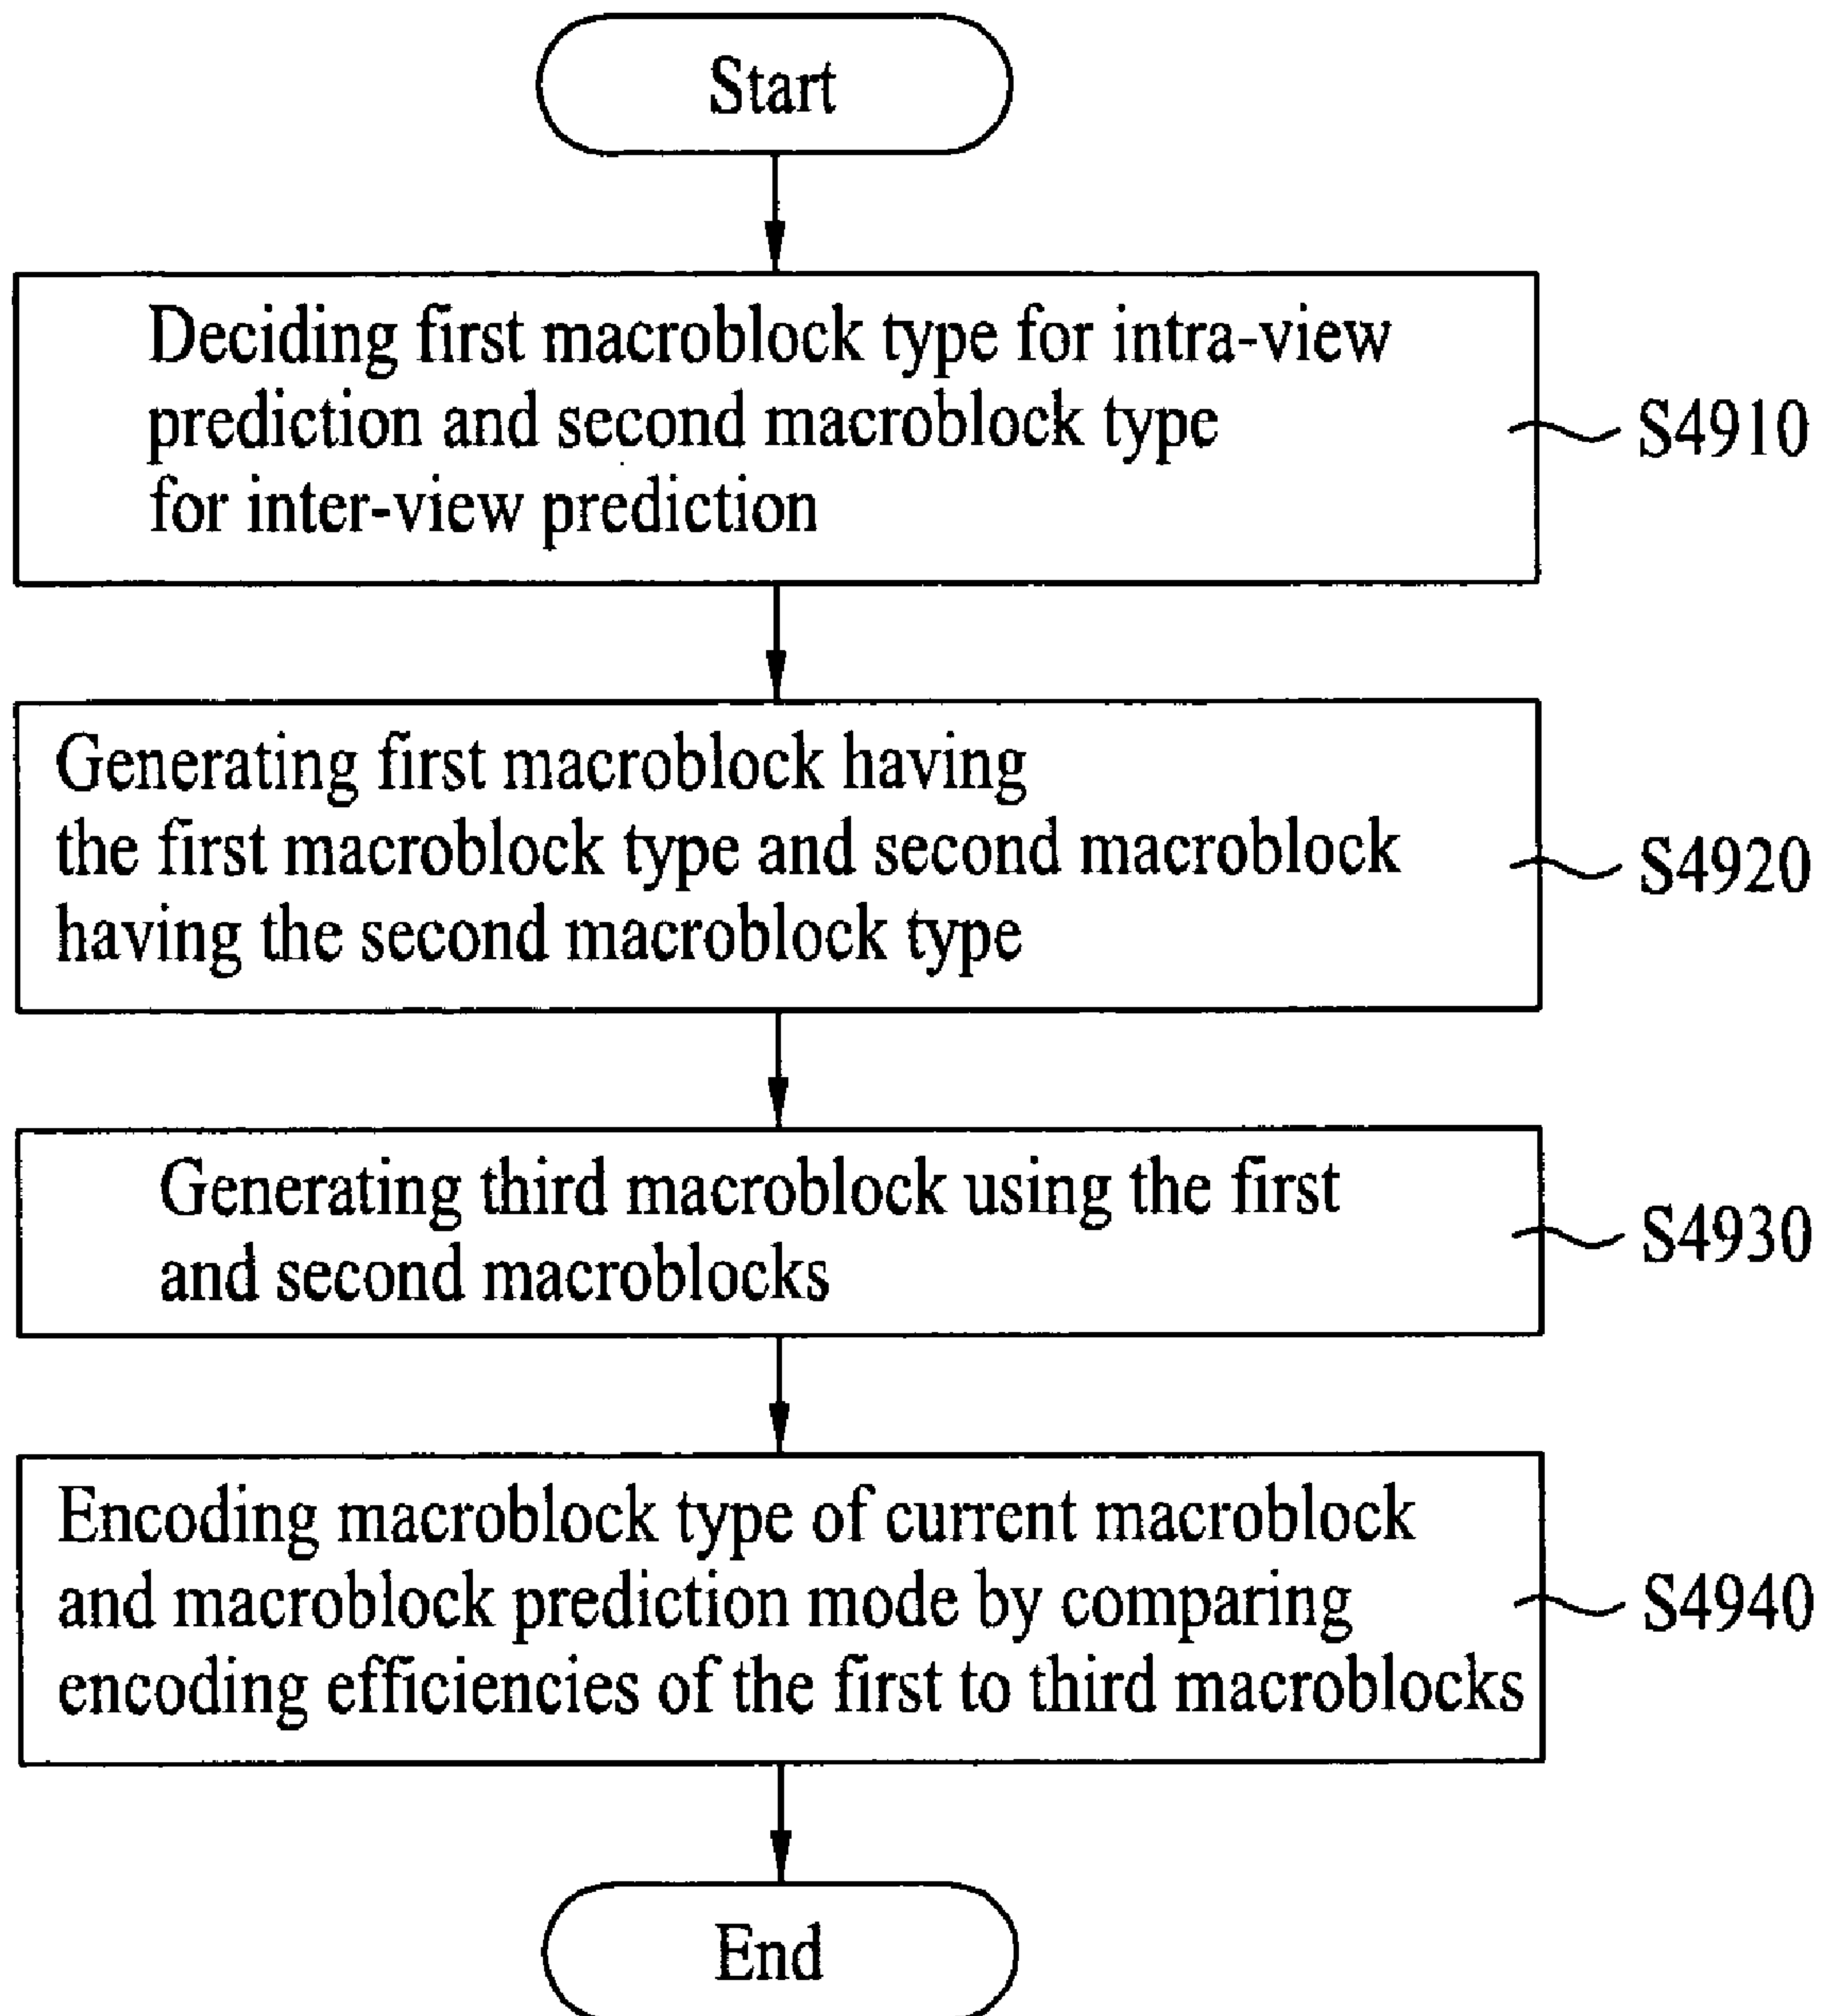 Start
Deciding first macroblock type for intra-view
prediction and second macroblock type
for inter-view prediction
S4910
Generating first macroblock having
the first macroblock type and second macroblock
having the second macroblock type
S4920
Generating third macroblock using the first
and second macroblocks
S4930
Encoding macroblock type of current macroblock
and macroblock prediction mode by comparing
encoding efficiencies of the first to third macroblocks
S4940
End